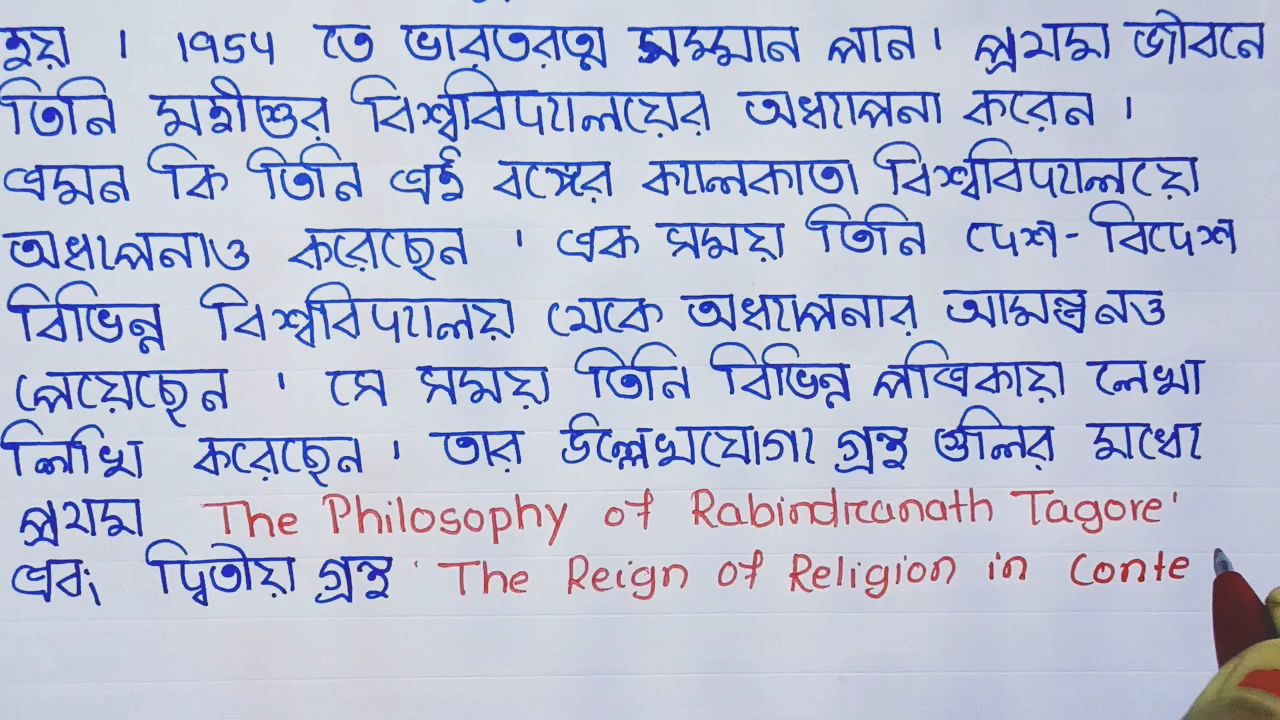 হয় । 1954 তে ভারতরত্ন সম্মান পান। প্রথম জীবনে
তিনি মহীশুর বিশ্ববিদ্যালয়ের অধ্যাপনা করেন ।
এমন কি তিনি এই বঙ্গের ক্যালকাতা বিশ্ববিদ্যালয়ে
অধ্যাপনাও করেছেন । এক সময় তিনি দেশ-বিদেশ
বিভিন্ন বিশ্ববিদ্যালয় থেকে অধ্যাপনার আমন্ত্রনও
পেয়েছেন । সে সময় তিনি বিভিন্ন পত্রিকায় লেখা
লিখি করেছেন । তার উল্লেখযোগ্য গ্রন্থ গুলির মধ্যে
প্রথম The Philosophy of Rabindranath Tagore'
এবং দ্বিতীয় গ্রন্থ 'The Reign of Religion in Conte